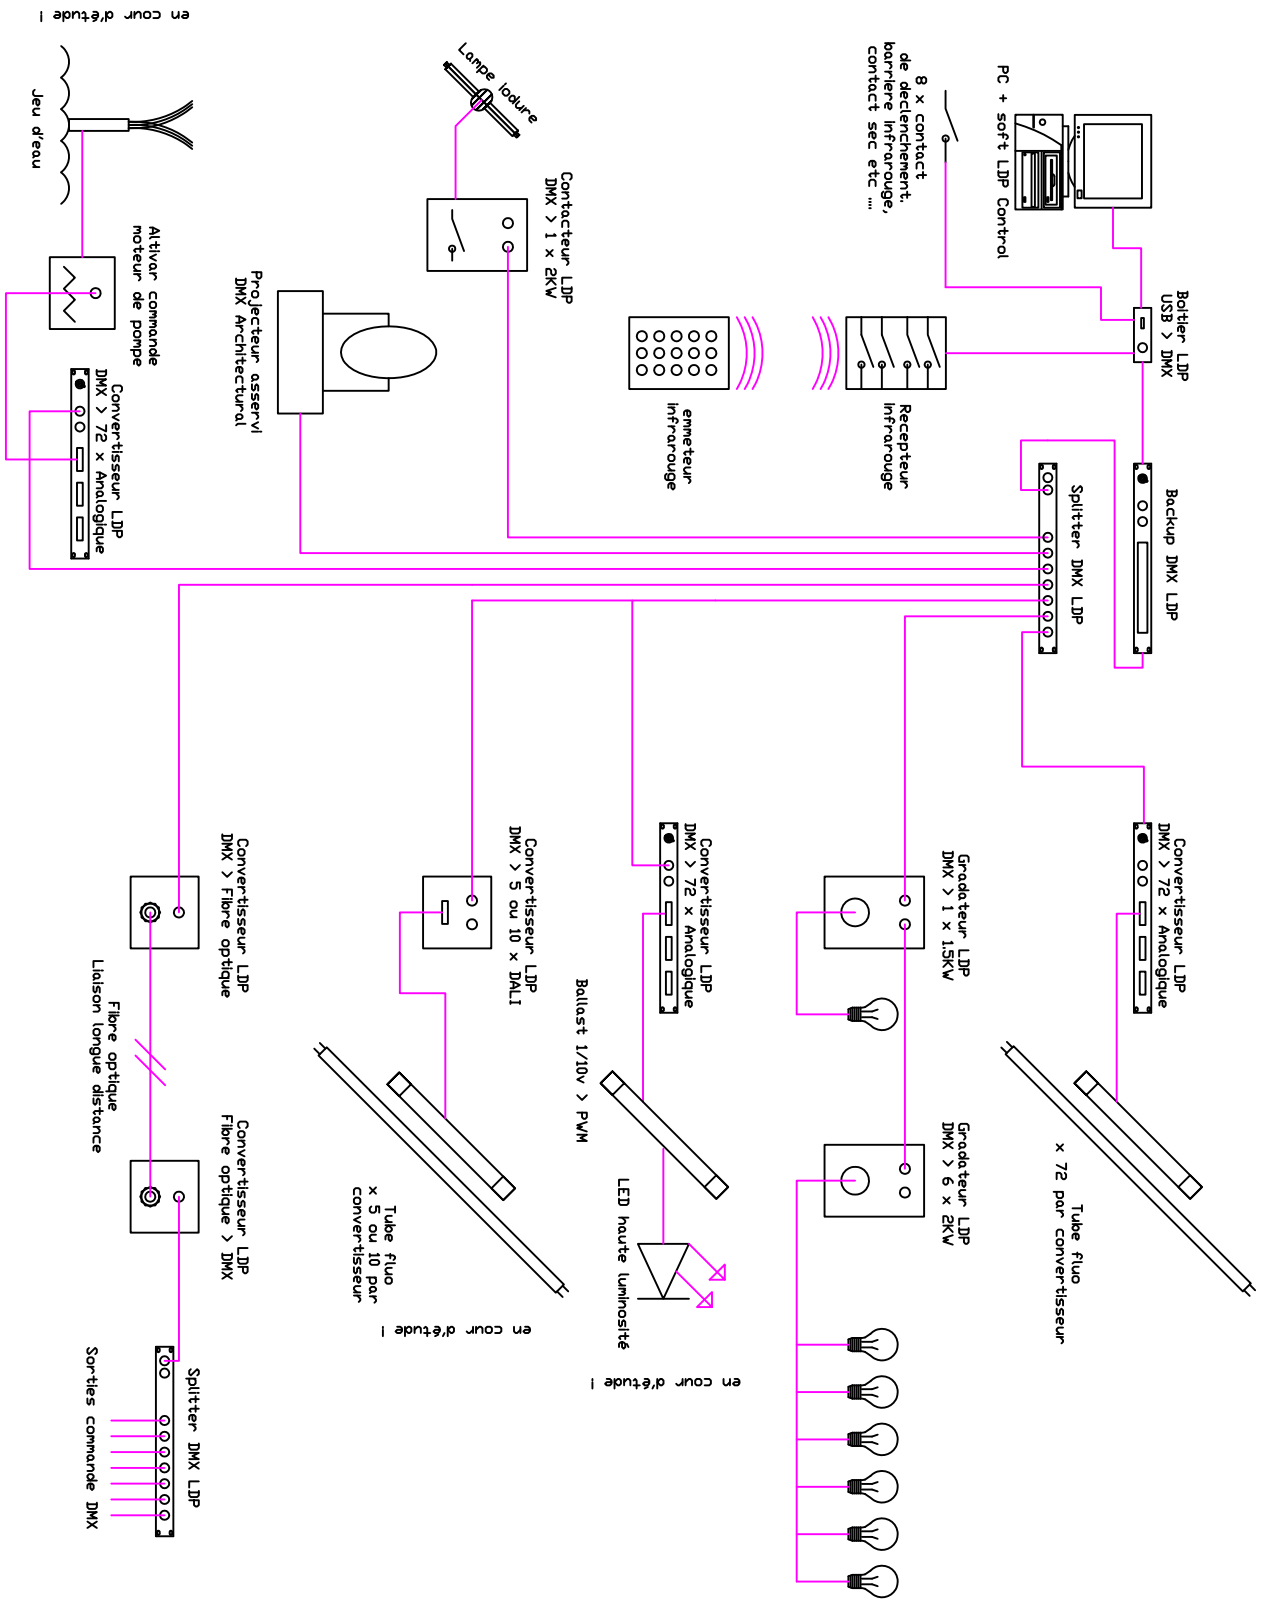 PC + soft LDP Control
8 x contact
de declenchement,
barriere infrarouge,
contact sec etc ....
Boitier LDP
USB > DMX
Backup DMX LDP
Splitter DMX LDP
Recepteur
infrarouge
emmeteur
infrarouge
Lampe iodure
Contacteur LDP
DMX > 1 x 2KW
Projecteur asservi
DMX Architectural
en cour d'étude !
Jeu d'eau
Altivar commande
moteur de pompe
Convertisseur LDP
DMX > 72 x Analogique
Convertisseur LDP
DMX > 72 x Analogique
Tube fluo
x 72 par convertisseur
Gradateur LDP
DMX > 1 x 1.5KW
Gradateur LDP
DMX > 6 x 2KW
Convertisseur LDP
DMX > 72 x Analogique
Ballast 1/10v > PWM
LED haute luminosité
en cour d'étude !
Convertisseur LDP
DMX > 5 ou 10 x DALI
Tube fluo
x 5 ou 10 par
convertisseur
en cour d'étude !
Convertisseur LDP
DMX > Fibre optique
Fibre optique
Liaison longue distance
Convertisseur LDP
Fibre optique > DMX
Splitter DMX LDP
Sorties commande DMX